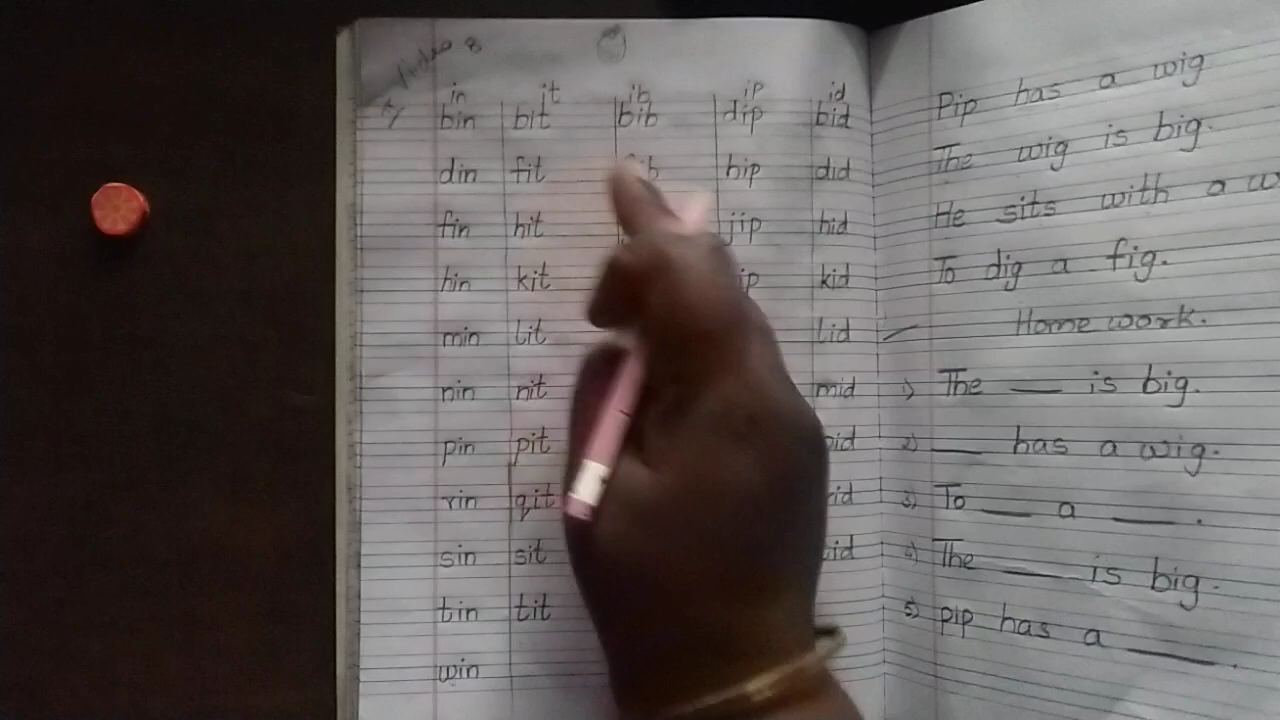 Video 8
in it ib ip id
bin bit bib dip bid
din fit hip did
fin hit jip hid
hin kit kid
min lit lid
nin nit mid
pin pit
rin qit
sin sit
tin tit
win
Pip has a wig
The wig is big.
He sits with a
To dig a fig.
Home work.
1) The ___ is big.
2) ___ has a wig.
3) To ___ a ___.
4) The ___ is big.
5) pip has a ___.